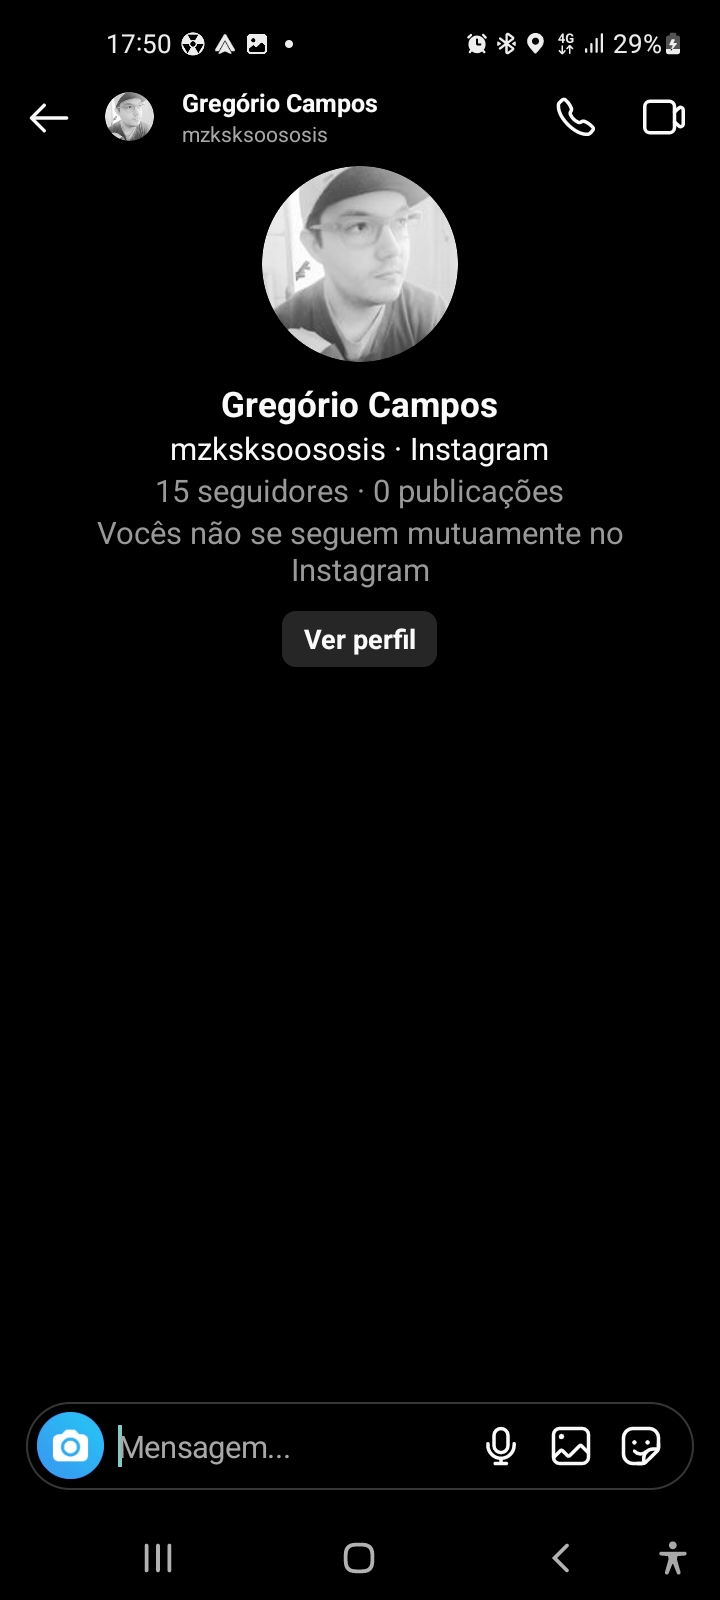 17:50
4G 29%
Gregório Campos
mzksksoososis
Gregório Campos
mzksksoososis · Instagram
15 seguidores · 0 publicações
Vocês não se seguem mutuamente no
Instagram
Ver perfil
Mensagem...